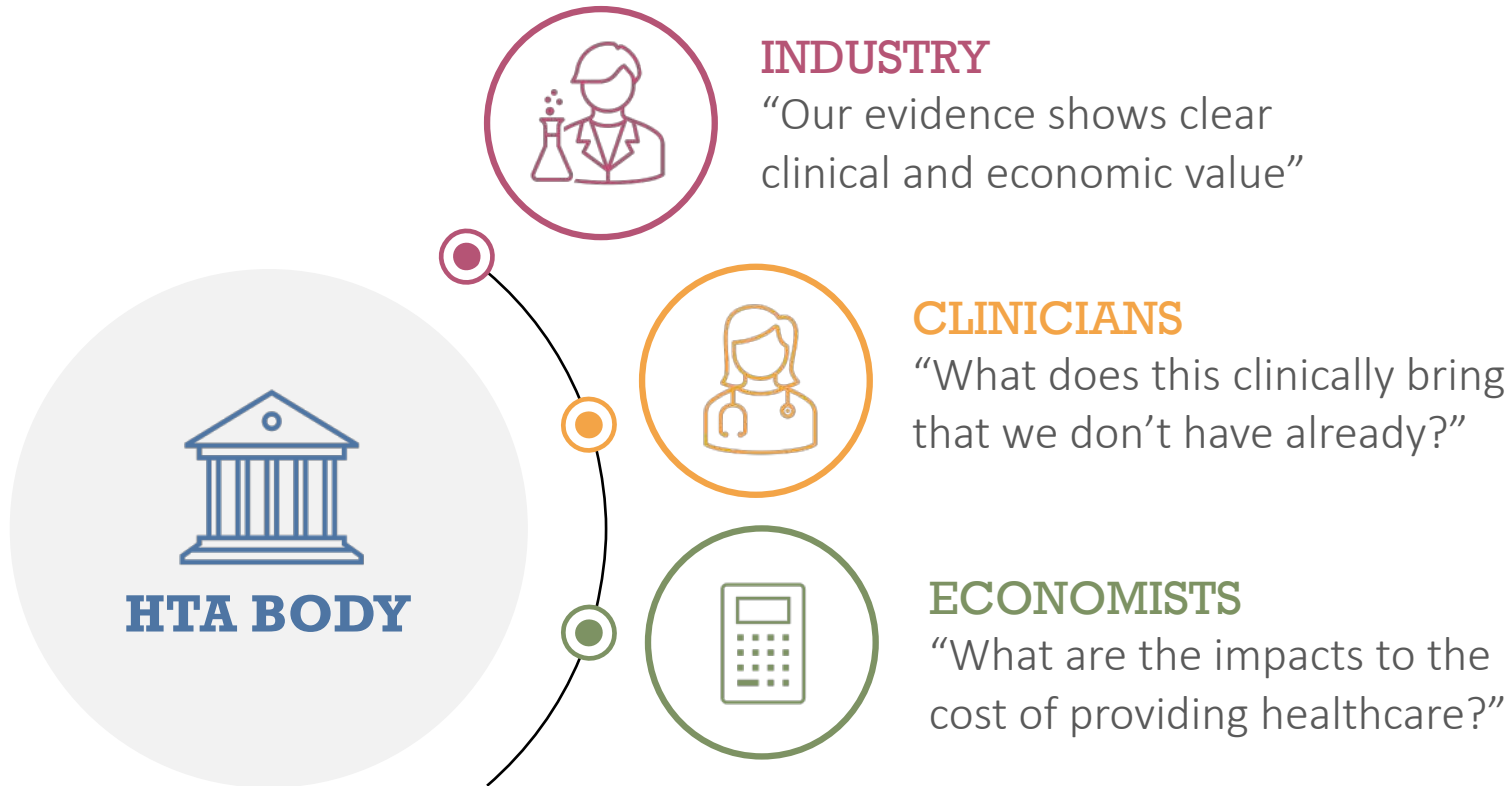 INDUSTRY
“Our evidence shows clear
clinical and economic value”
CLINICIANS
“What does this clinically bring
that we don’t have already?”
HTA BODY
ECONOMISTS
“What are the impacts to the
cost of providing healthcare?”